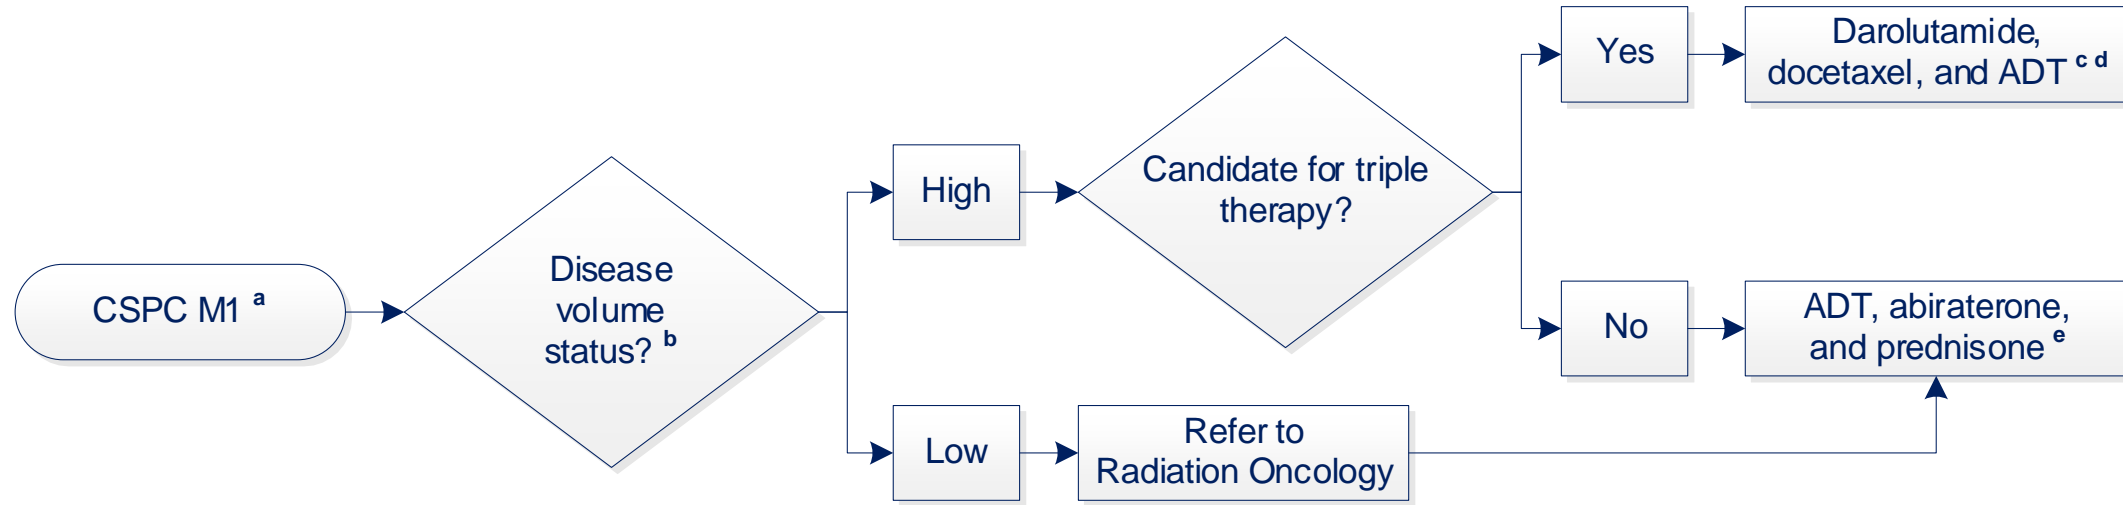 CSPC M1 a
Disease
volume
status? b
High
Candidate for triple
therapy?
Yes
Darolutamide,
docetaxel, and ADT c d
No
ADT, abiraterone,
and prednisone e
Low
Refer to
Radiation Oncology